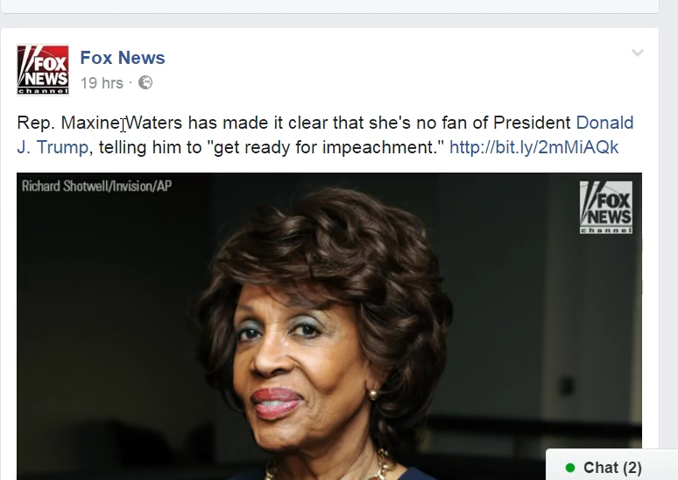 FOX
NEWS
channel
Fox News
19 hrs ·
Rep. Maxine Waters has made it clear that she's no fan of President Donald
J. Trump, telling him to "get ready for impeachment." http://bit.ly/2mMiAQk
Richard Shotwell/Invision/AP
FOX
NEWS
channel
Chat (2)